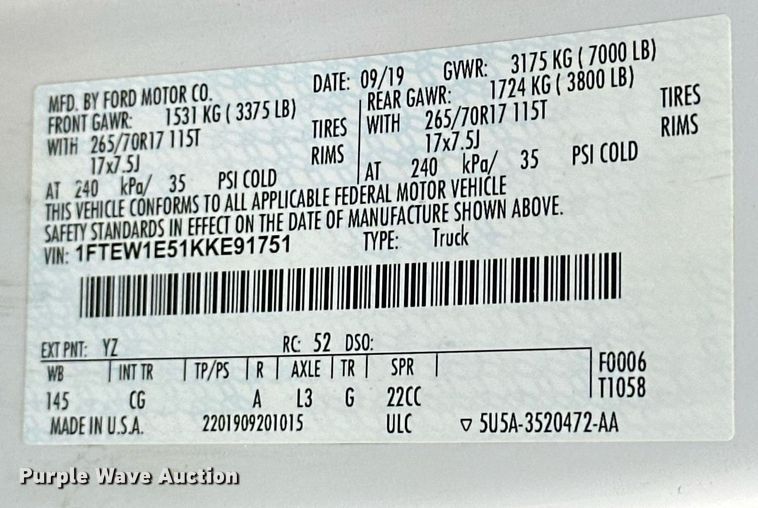 MFD. BY FORD MOTOR CO. DATE: 09/19 GVWR: 3175 KG ( 7000 LB)
FRONT GAWR: 1531 KG ( 3375 LB) REAR GAWR: 1724 KG ( 3800 LB)
WITH 265/70R17 115T TIRES WITH 265/70R17 115T TIRES
17x7.5J RIMS 17x7.5J RIMS
AT 240 kPa/ 35 PSI COLD AT 240 kPa/ 35 PSI COLD
THIS VEHICLE CONFORMS TO ALL APPLICABLE FEDERAL MOTOR VEHICLE
SAFETY STANDARDS IN EFFECT ON THE DATE OF MANUFACTURE SHOWN ABOVE.
VIN: 1FTEW1E51KKE91751 TYPE: Truck
EXT PNT: YZ RC: 52 DSO:
WB INT TR TP/PS R AXLE TR SPR F0006
145 CG A L3 G 22CC T1058
MADE IN U.S.A. 2201909201015 ULC ▽ 5U5A-3520472-AA
Purple Wave Auction